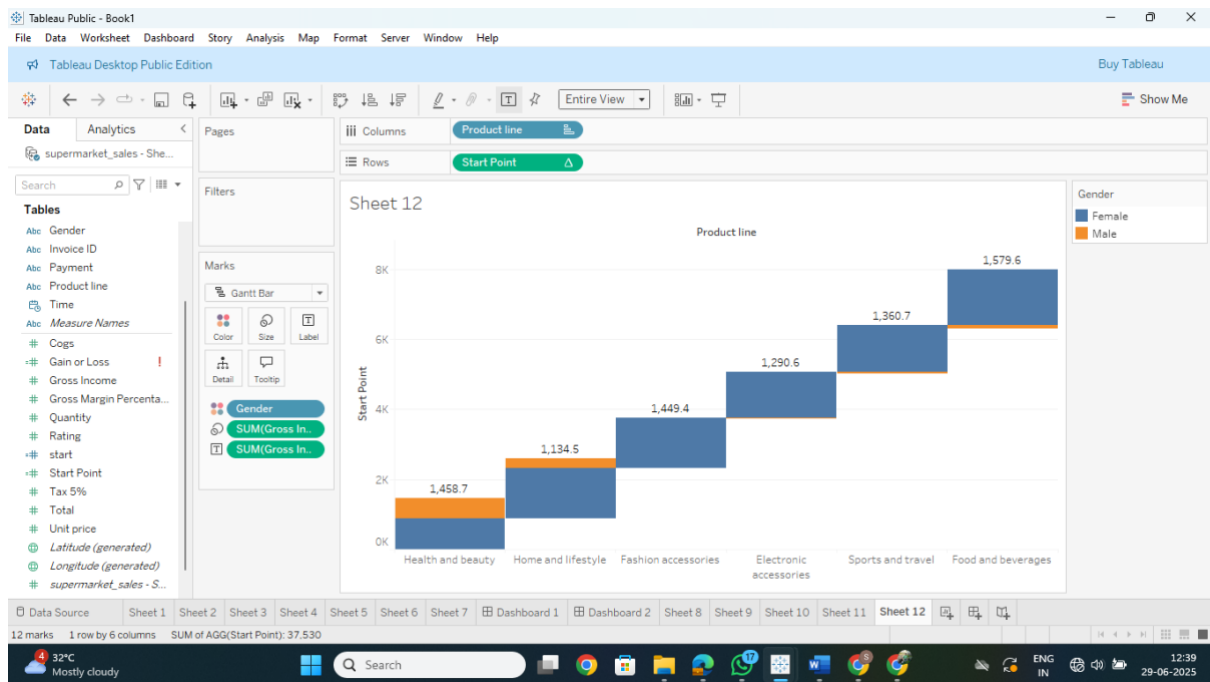 Tableau Public - Book1
File Data Worksheet Dashboard Story Analysis Map Format Server Window Help
Tableau Desktop Public Edition
Buy Tableau
Entire View
Show Me
Data Analytics
supermarket_sales - She...
Search
Tables
Abc Gender
Abc Invoice ID
Abc Payment
Abc Product line
Time
Abc Measure Names
# Cogs
=# Gain or Loss !
# Gross Income
# Gross Margin Percenta...
# Quantity
# Rating
=# start
=# Start Point
# Tax 5%
# Total
# Unit price
Latitude (generated)
Longitude (generated)
# supermarket_sales - S...
Pages
Filters
Marks
Gantt Bar
Color Size Label
Detail Tooltip
Gender
SUM(Gross In..
SUM(Gross In..
Columns Product line
Rows Start Point Δ
Sheet 12
Product line
Start Point
8K
6K
4K
2K
0K
1,458.7
1,134.5
1,449.4
1,290.6
1,360.7
1,579.6
Health and beauty
Home and lifestyle
Fashion accessories
Electronic
accessories
Sports and travel
Food and beverages
Gender
Female
Male
Data Source Sheet 1 Sheet 2 Sheet 3 Sheet 4 Sheet 5 Sheet 6 Sheet 7 Dashboard 1 Dashboard 2 Sheet 8 Sheet 9 Sheet 10 Sheet 11 Sheet 12
12 marks 1 row by 6 columns SUM of AGG(Start Point): 37,530
4
32°C
Mostly cloudy
Search
17
ENG
IN
12:39
29-06-2025